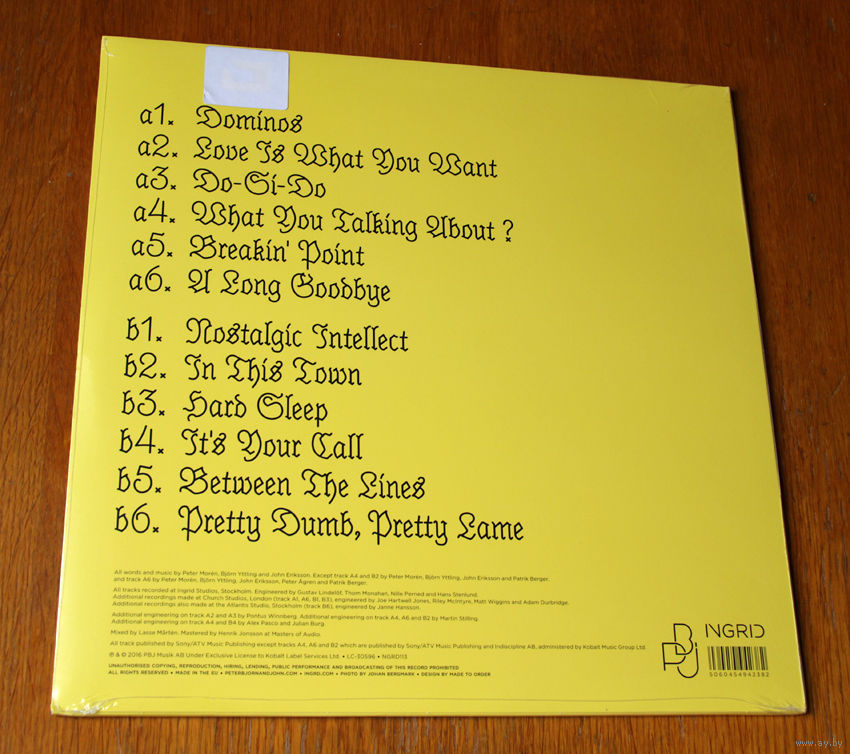 a1. Dominos
a2. Love Is What You Want
a3. Do-Si-Do
a4. What You Talking About ?
a5. Breakin' Point
a6. A Long Goodbye
b1. Nostalgic Intellect
b2. In This Town
b3. Hard Sleep
b4. It's Your Call
b5. Between The Lines
b6. Pretty Dumb, Pretty Lame
All words and music by Peter Morén, Björn Yttling and John Eriksson. Except track A4 and B2 by Peter Morén, Björn Yttling, John Eriksson and Patrik Berger.
and track A6 by Peter Morén, Björn Yttling, John Eriksson, Peter Ågren and Patrik Berger.
All tracks recorded at Ingrid Studios, Stockholm. Engineered by Gustav Lindelöf, Thom Monahan, Nille Perned and Hans Stenlund.
Additional recordings made at Church Studios, London (track A1, A6, B1, B3), engineered by Joe Hartwell Jones, Riley McIntyre, Matt Wiggins and Adam Durbridge.
Additional recordings also made at the Atlantis Studio, Stockholm (track B6), engineered by Janne Hansson.
Additional engineering on track A2 and A3 by Pontus Winnberg. Additional engineering on track A4, A6 and B2 by Martin Stilling.
Additional engineering on track A4 and B4 by Alex Pasco and Julian Burg.
Mixed by Lasse Mårtén. Mastered by Henrik Jonsson at Masters of Audio.
All track published by Sony/ATV Music Publishing except tracks A4, A6 and B2 which are published by Sony/ATV Music Publishing and Indiscipline AB, administered by Kobalt Music Group Ltd.
℗ & © 2016 PBJ Musik AB Under Exclusive License to Kobalt Label Services Ltd. • LC-30596 • NGRD113
UNAUTHORISED COPYING, REPRODUCTION, HIRING, LENDING, PUBLIC PERFORMANCE AND BROADCASTING OF THIS RECORD PROHIBITED
ALL RIGHTS RESERVED • MADE IN THE EU • PETERBJORNANDJOHN.COM • INGRD.COM • PHOTO BY JOHAN BERGMARK • DESIGN BY MADE TO ORDER
PBJ
INGRID
5060454942382
www.ay.by